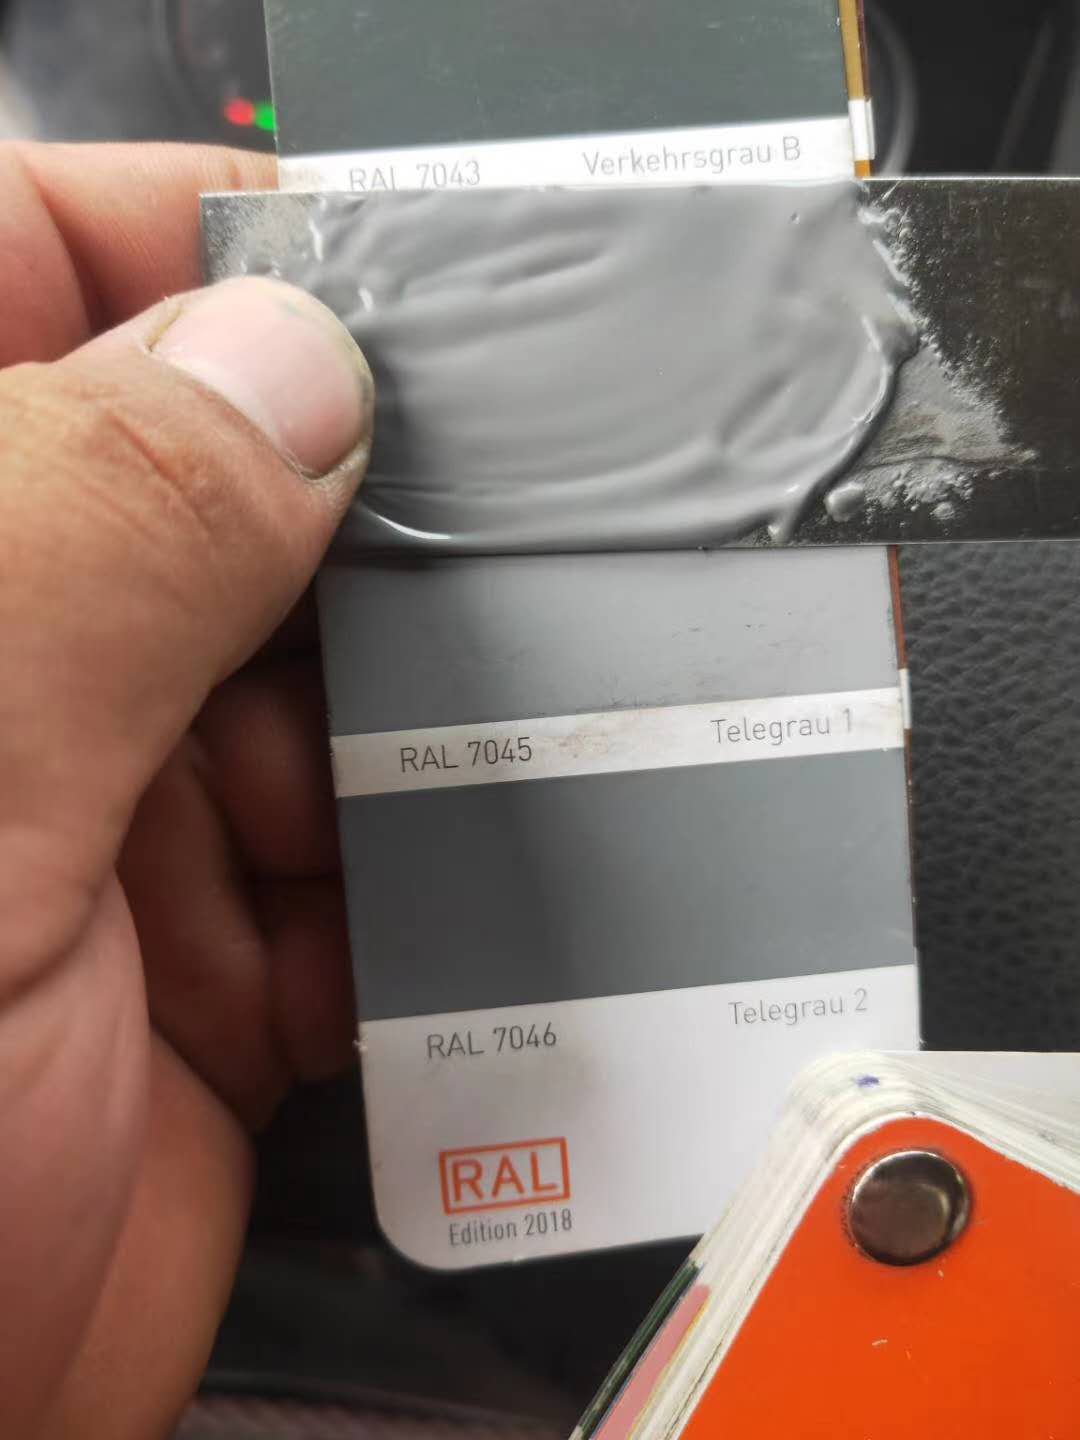 RAL 7043 Verkehrsgrau B
RAL 7045 Telegrau 1
RAL 7046 Telegrau 2
RAL
Edition 2018